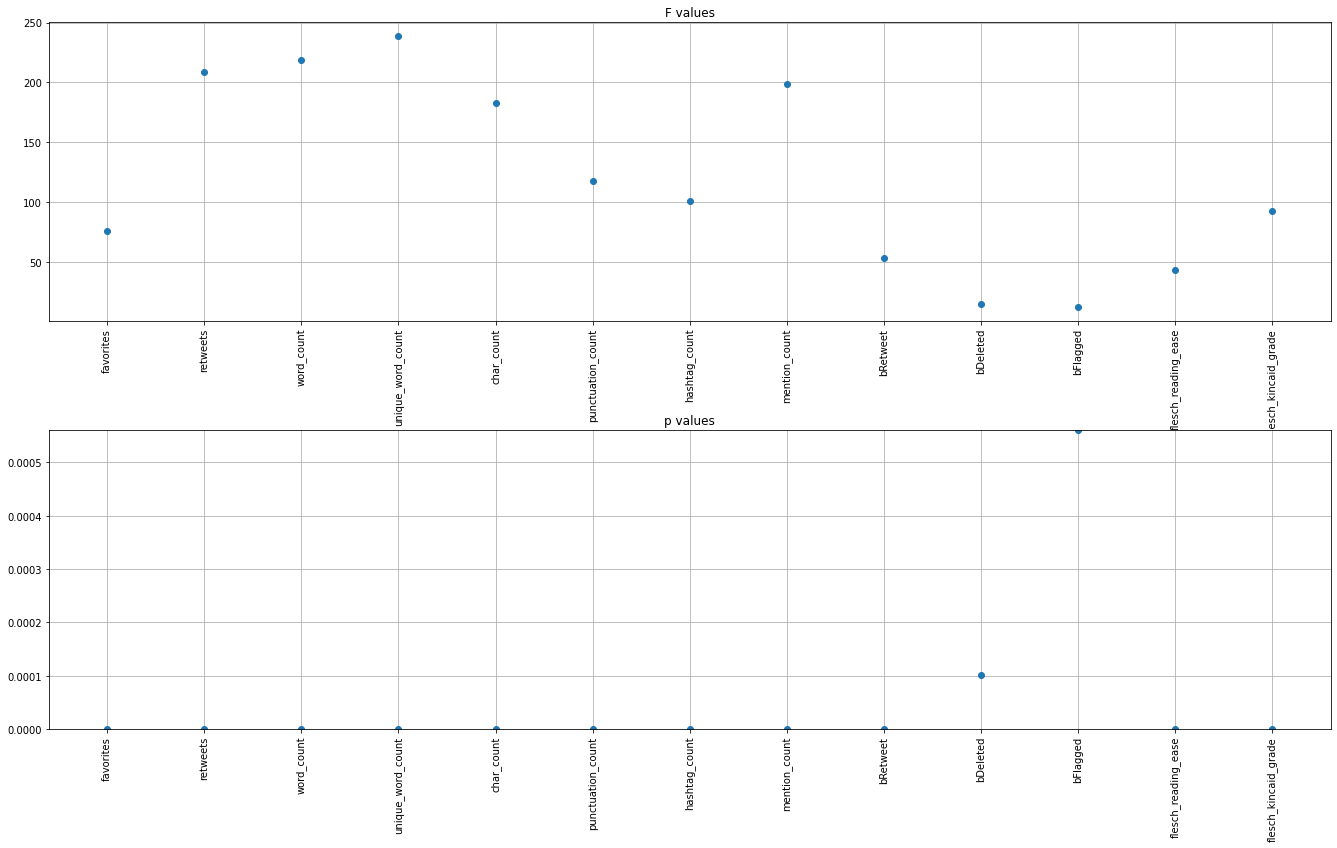 F values
250
200
150
100
50
favorites
retweets
word_count
unique_word_count
char_count
punctuation_count
hashtag_count
mention_count
bRetweet
bDeleted
bFlagged
flesch_reading_ease
esch_kincaid_grade
p values
0.0005
0.0004
0.0003
0.0002
0.0001
0.0000
favorites
retweets
word_count
unique_word_count
char_count
punctuation_count
hashtag_count
mention_count
bRetweet
bDeleted
bFlagged
flesch_reading_ease
flesch_kincaid_grade